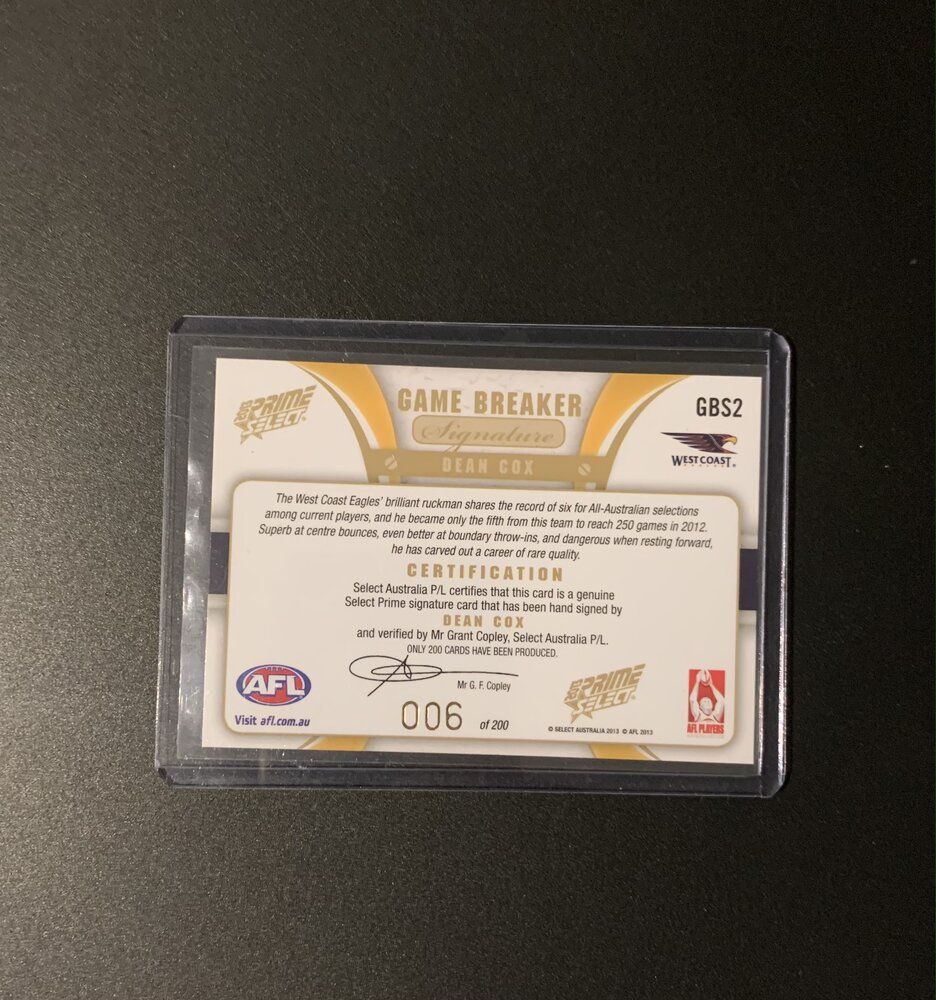 2013 PRIME SELECT
GAME BREAKER
Signature
DEAN COX
GBS2
WEST COAST
EAGLES
The West Coast Eagles' brilliant ruckman shares the record of six for All-Australian selections
among current players, and he became only the fifth from this team to reach 250 games in 2012.
Superb at centre bounces, even better at boundary throw-ins, and dangerous when resting forward,
he has carved out a career of rare quality.
CERTIFICATION
Select Australia P/L certifies that this card is a genuine
Select Prime signature card that has been hand signed by
DEAN COX
and verified by Mr Grant Copley, Select Australia P/L.
ONLY 200 CARDS HAVE BEEN PRODUCED.
Mr G. F. Copley
AFL
Visit afl.com.au
006 of 200
2013 PRIME SELECT
© SELECT AUSTRALIA 2013 © AFL 2013
AFL PLAYERS